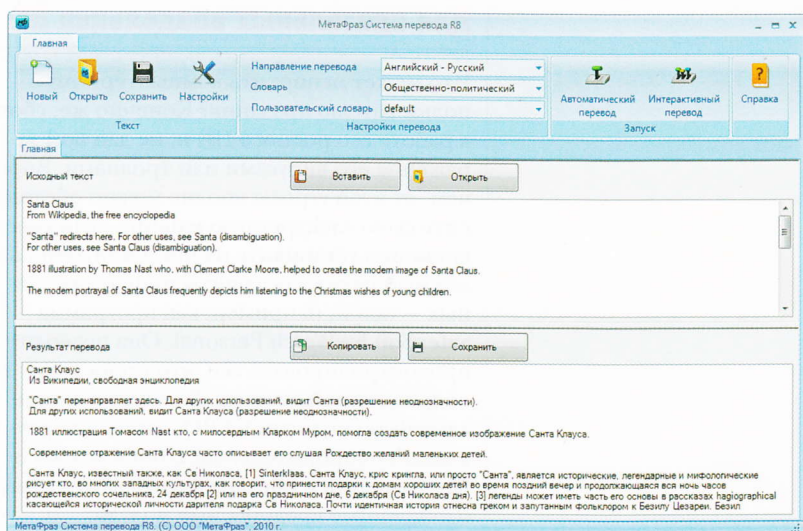 МетаФраз Система перевода R8
Главная
Новый Открыть Сохранить Настройки
Текст
Направление перевода Английский - Русский
Словарь Общественно-политический
Пользовательский словарь default
Настройки перевода
Автоматический перевод Интерактивный перевод
Запуск
Справка
Главная
Исходный текст Вставить Открыть
Santa Claus
From Wikipedia, the free encyclopedia
"Santa" redirects here. For other uses, see Santa (disambiguation).
For other uses, see Santa Claus (disambiguation).
1881 illustration by Thomas Nast who, with Clement Clarke Moore, helped to create the modern image of Santa Claus.
The modern portrayal of Santa Claus frequently depicts him listening to the Christmas wishes of young children.
Результат перевода Копировать Сохранить
Санта Клаус
Из Википедии, свободная энциклопедия
"Санта" перенаправляет здесь. Для других использований, видит Санта (разрешение неоднозначности).
Для других использований, видит Санта Клауса (разрешение неоднозначности).
1881 иллюстрация Томасом Nast кто, с милосердным Кларком Муром, помогла создать современное изображение Санта Клауса.
Современное отражение Санта Клауса часто описывает его слушая Рождество желаний маленьких детей.
Санта Клаус, известный также, как Св Николаса, [1] Sinterklaas, Санта Клаус, крис крингла, или просто "Санта", является исторические, легендарные и мифологические
рисует кто, во многих западных культурах, как говорит, что принести подарки к домам хороших детей во время поздний вечер и продолжающаяся вся ночь часов
рождественского сочельника, 24 декабря [2] или на его праздничном дне, 6 декабря (Св Николаса дня). [3] легенды может иметь часть его основы в рассказах hagiographical
касающейся исторической личности дарителя подарка Св Николаса. Почти идентичная история отнесна греком и запутанным фольклором к Безилу Цезареи. Безил
МетаФраз Система перевода R8. (C) ООО "МетаФраз", 2010 г.